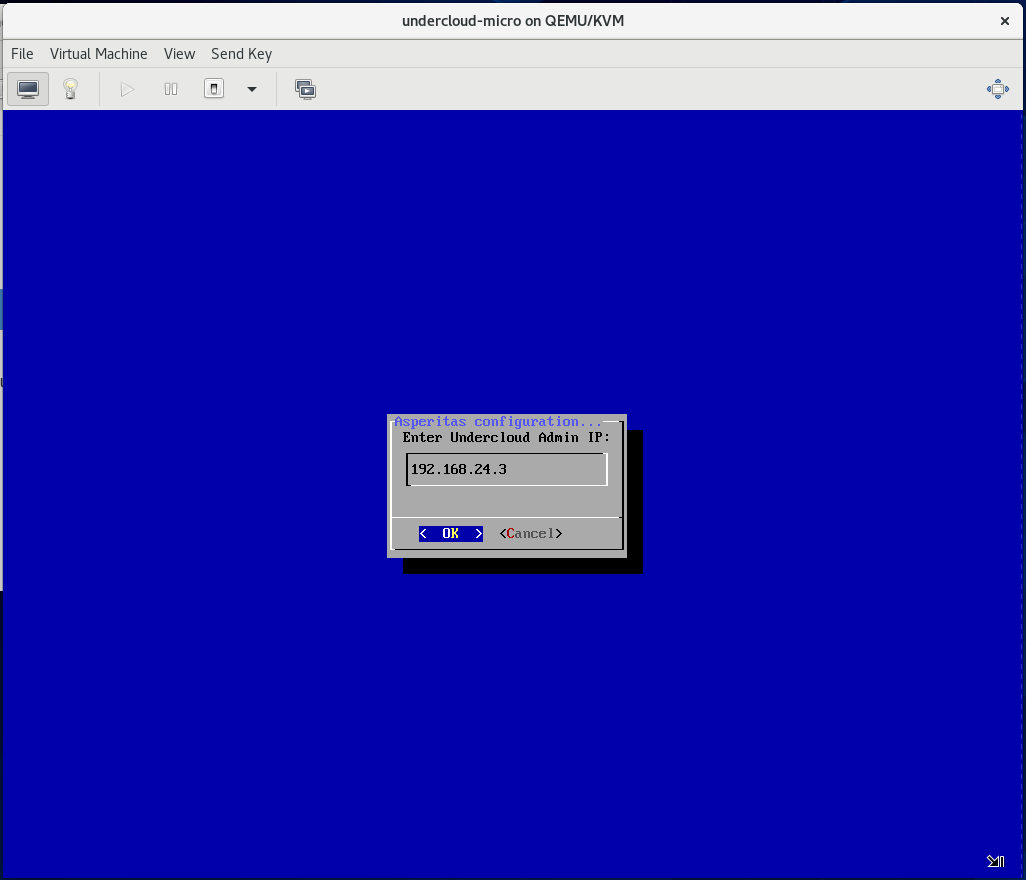 undercloud-micro on QEMU/KVM
File Virtual Machine View Send Key
Asperitas configuration...
Enter Undercloud Admin IP:
192.168.24.3
< OK > <Cancel>